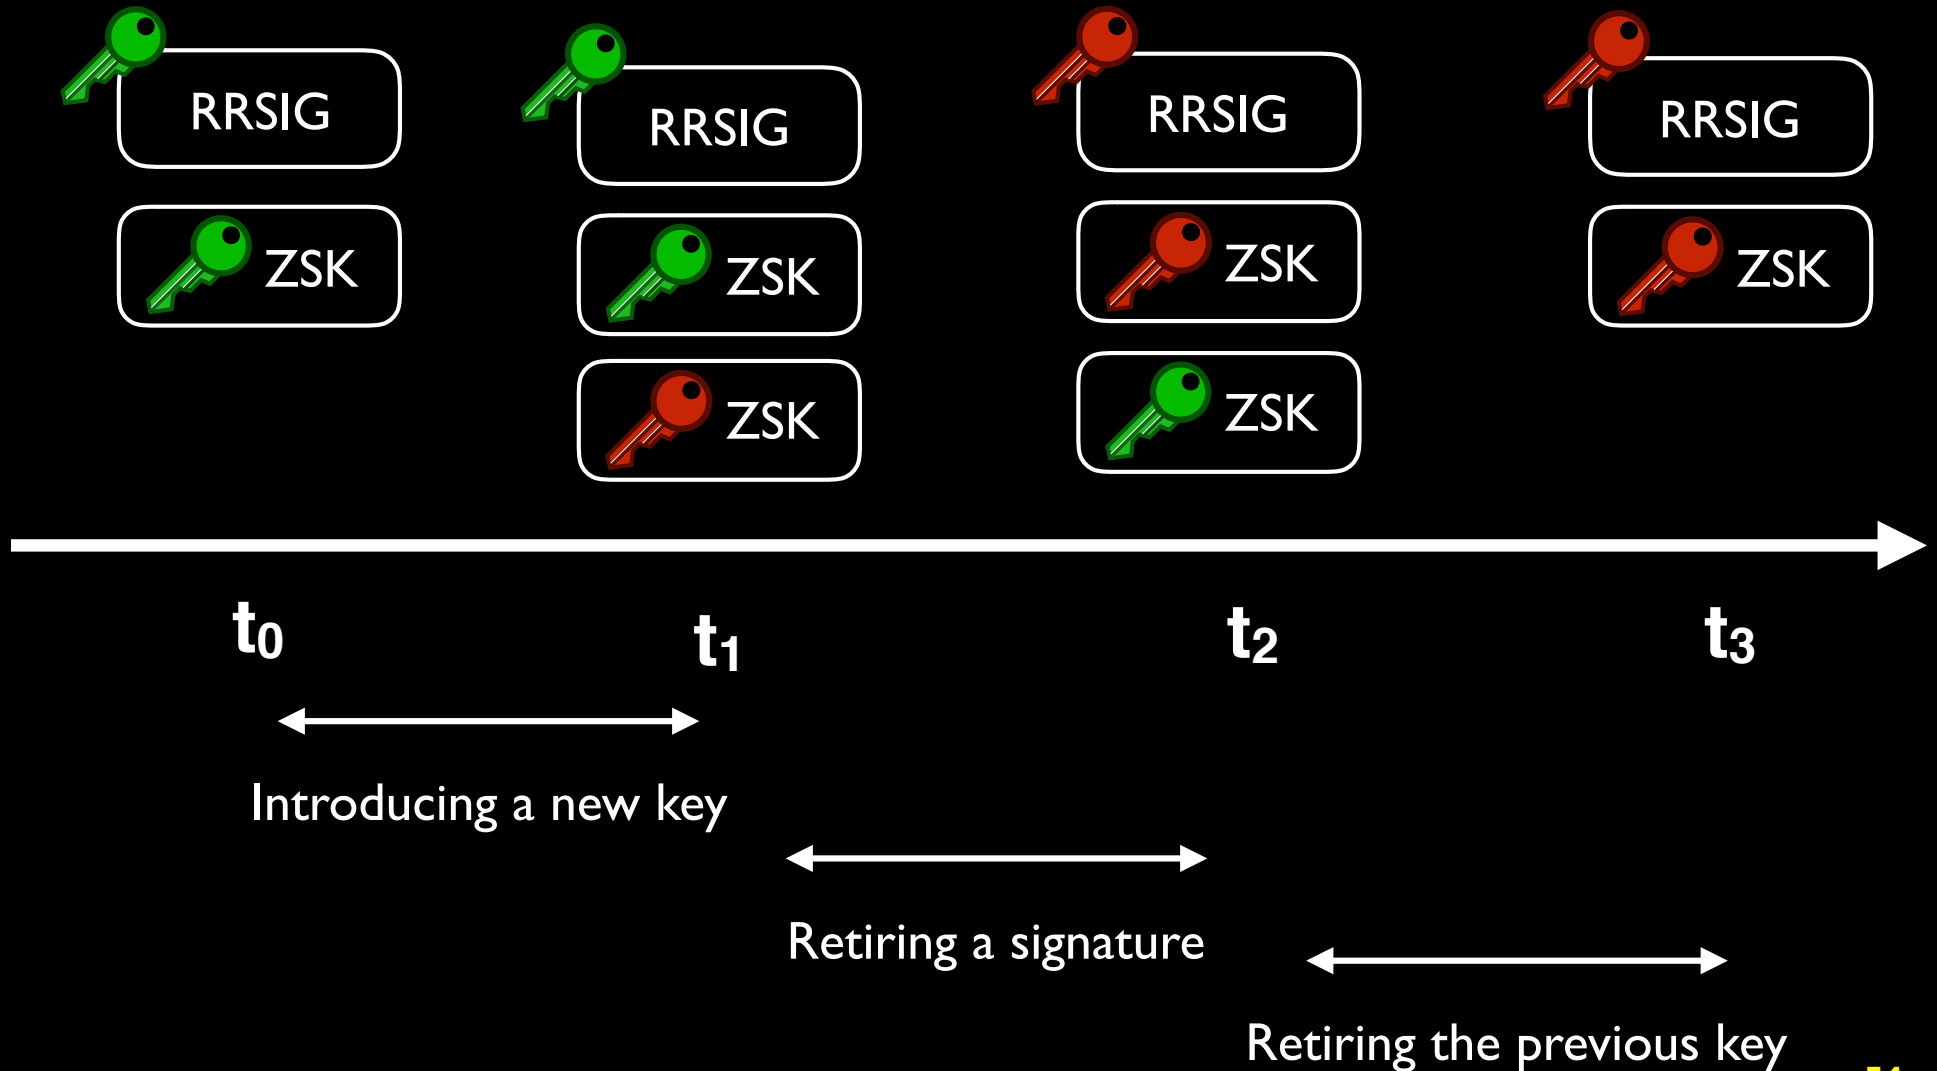 RRSIG
ZSK
RRSIG
ZSK
ZSK
RRSIG
ZSK
ZSK
RRSIG
ZSK
t0
t1
t2
t3
Introducing a new key
Retiring a signature
Retiring the previous key